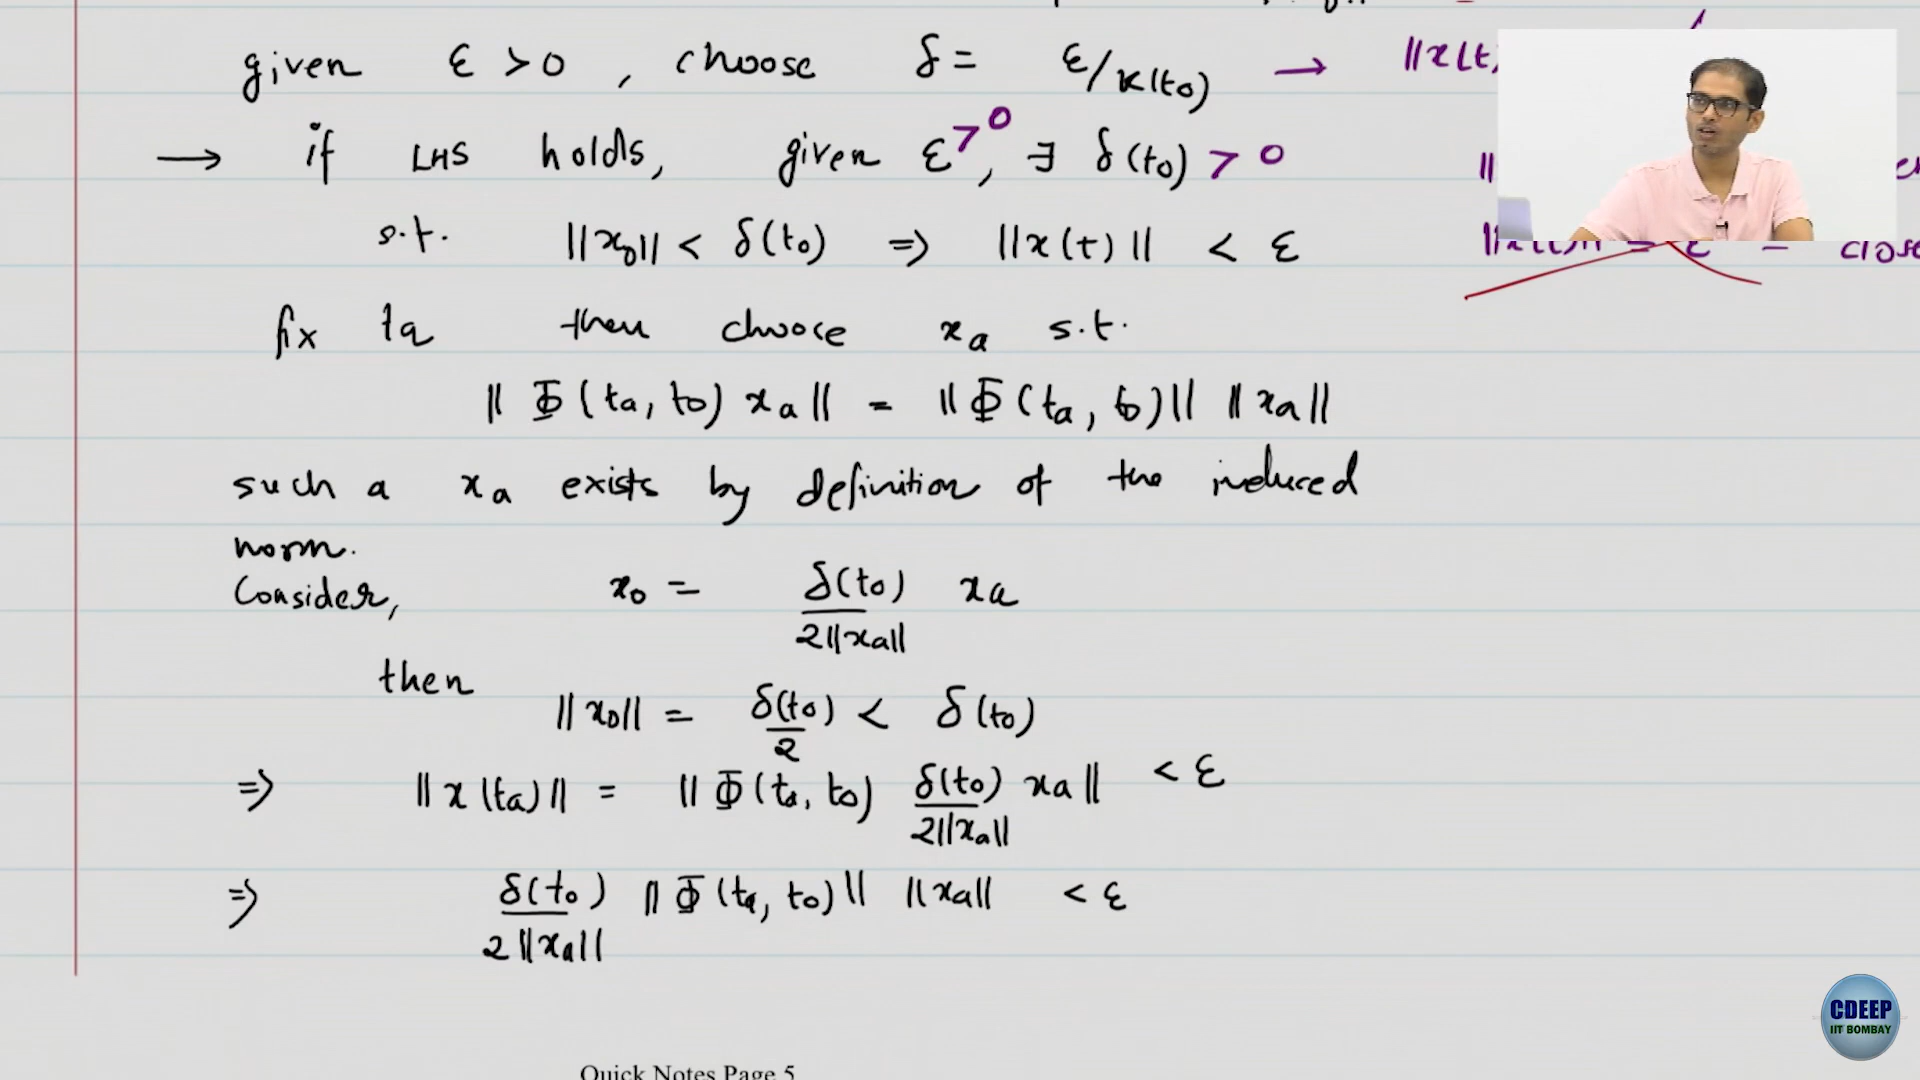 given ε > 0 , choose δ = ε/K(t0) → ||x(t)
→ if LHS holds, given ε > 0, ∃ δ(t0) > 0
s.t. ||x0|| < δ(t0) ⇒ ||x(t)|| < ε
fix ta then choose xa s.t.
|| Φ(ta, t0) xa || = || Φ(ta, t0) || || xa ||
such a xa exists by definition of the induced
norm.
Consider, x0 = δ(t0)/2||xa|| xa
then ||x0|| = δ(t0)/2 < δ(t0)
⇒ ||x(ta)|| = || Φ(ta, t0) δ(t0)/2||xa|| xa || < ε
⇒ δ(t0)/2||xa|| || Φ(ta, t0) || ||xa|| < ε
CDEEP
IIT BOMBAY
Quick Notes Page 5